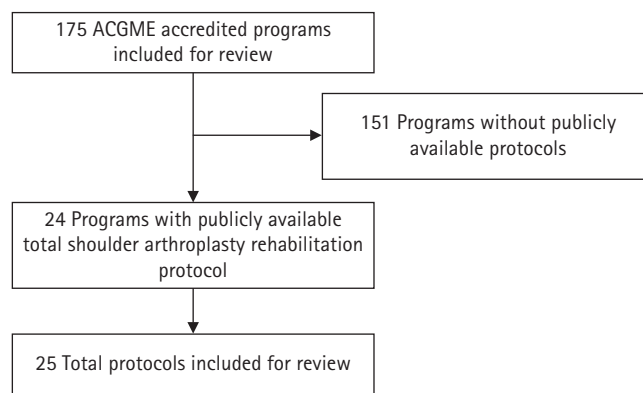 175 ACGME accredited programs
included for review
151 Programs without publicly
available protocols
24 Programs with publicly available
total shoulder arthroplasty rehabilitation
protocol
25 Total protocols included for review